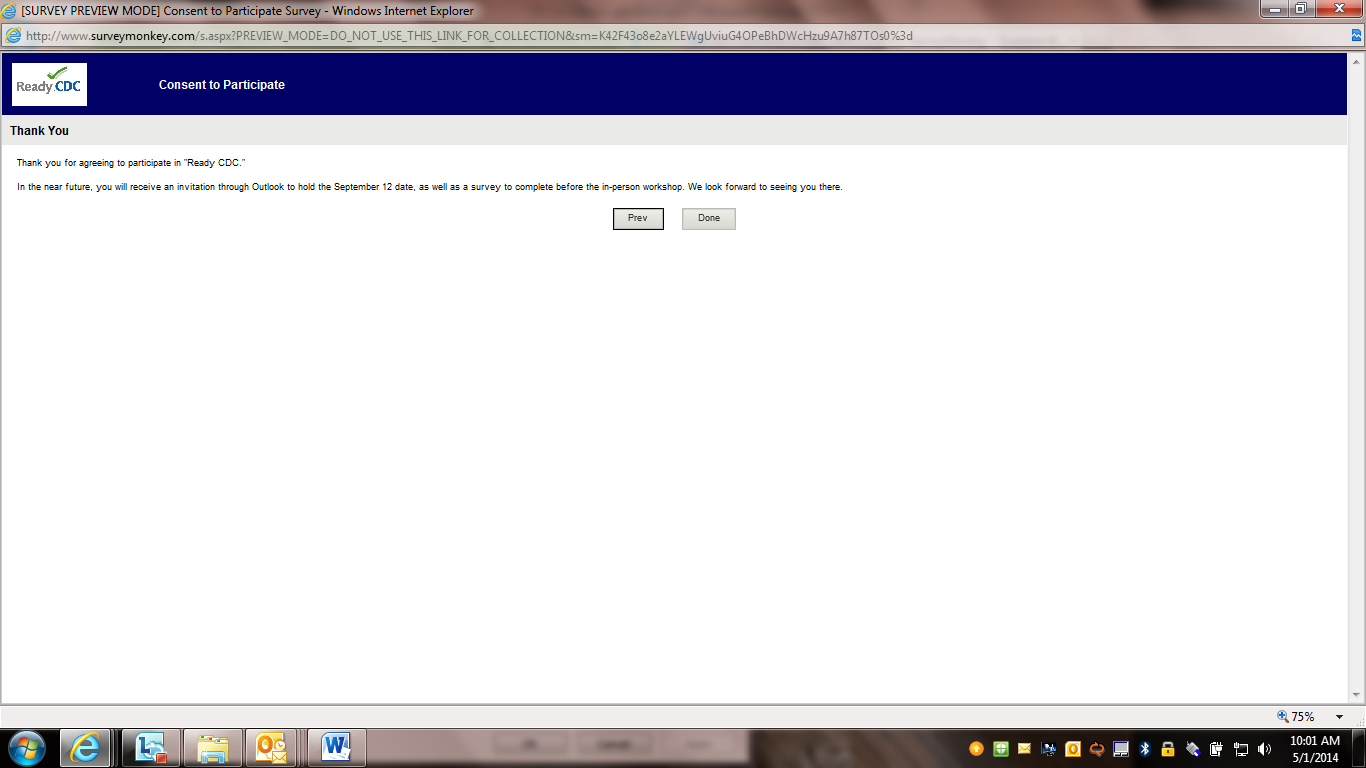 [SURVEY PREVIEW MODE] Consent to Participate Survey - Windows Internet Explorer
http://www.surveymonkey.com/s.aspx?PREVIEW_MODE=DO_NOT_USE_THIS_LINK_FOR_COLLECTION&sm=K42F43o8e2aYLEWgUviuG4OPeBhDWcHzu9A7h87TOs0%3d
Ready CDC
Consent to Participate
Thank You
Thank you for agreeing to participate in "Ready CDC."
In the near future, you will receive an invitation through Outlook to hold the September 12 date, as well as a survey to complete before the in-person workshop. We look forward to seeing you there.
Prev Done
75%
10:01 AM
5/1/2014